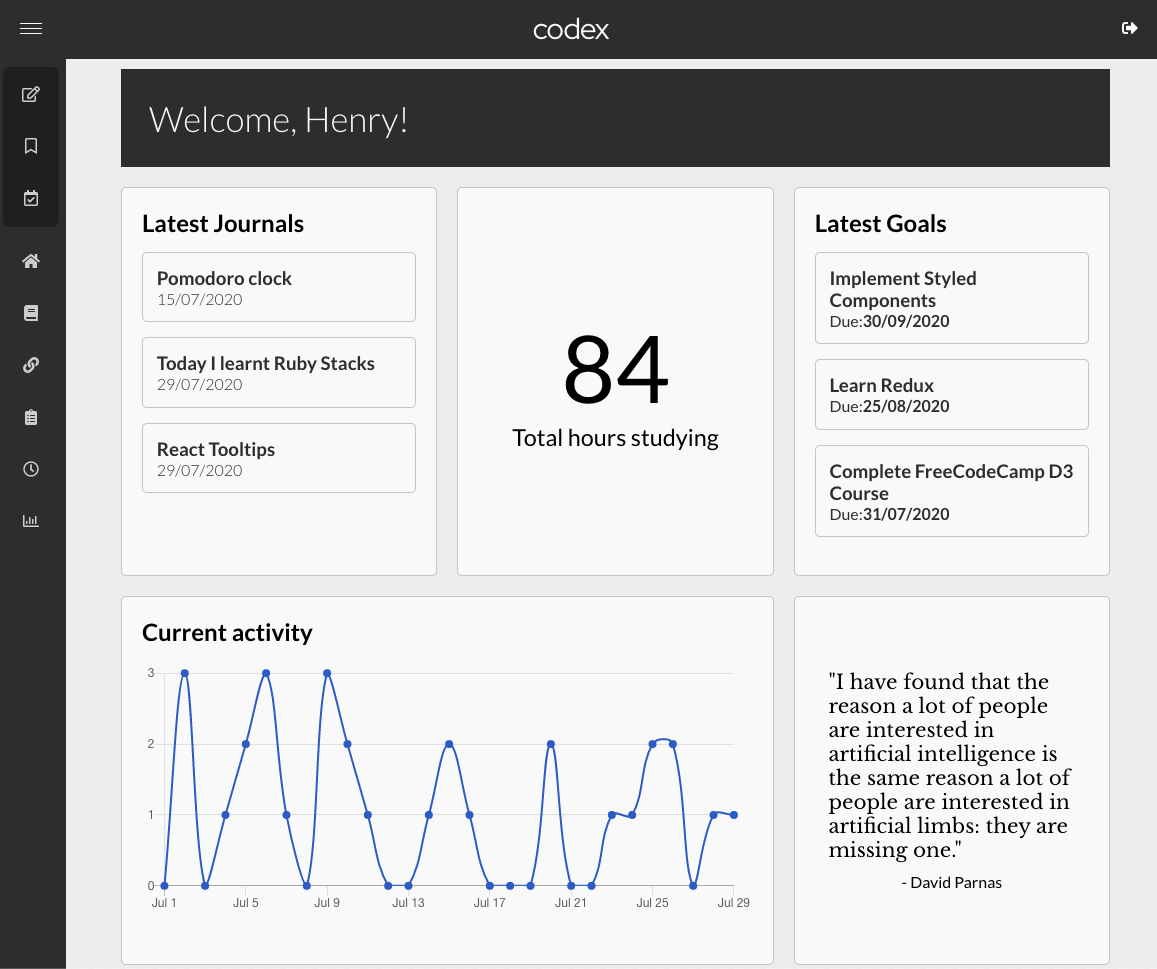 codex
Welcome, Henry!
Latest Journals
Pomodoro clock
15/07/2020
Today I learnt Ruby Stacks
29/07/2020
React Tooltips
29/07/2020
84
Total hours studying
Latest Goals
Implement Styled
Components
Due:30/09/2020
Learn Redux
Due:25/08/2020
Complete FreeCodeCamp D3
Course
Due:31/07/2020
Current activity
3
2
1
0
Jul 1 Jul 5 Jul 9 Jul 13 Jul 17 Jul 21 Jul 25 Jul 29
"I have found that the
reason a lot of people
are interested in
artificial intelligence is
the same reason a lot of
people are interested in
artificial limbs: they are
missing one."
- David Parnas